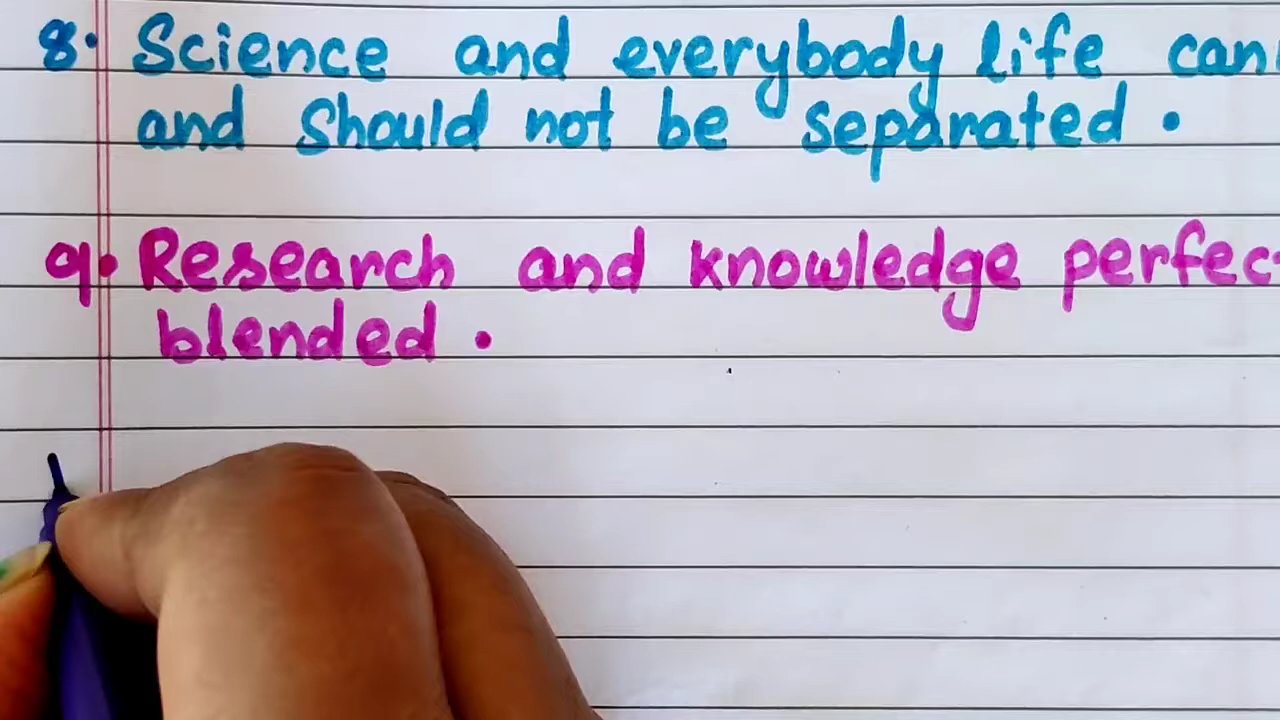 8. Science and everybody life can
and should not be separated.
9. Research and knowledge perfec
blended.